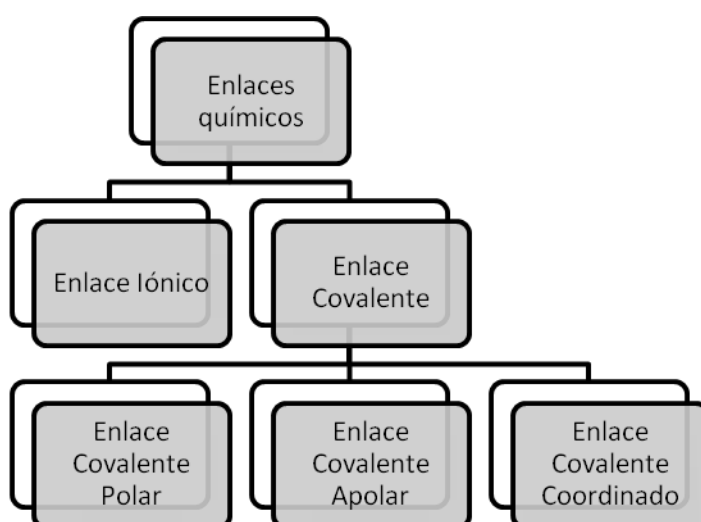 Enlaces
químicos
Enlace Iónico
Enlace
Covalente
Enlace
Covalente
Polar
Enlace
Covalente
Apolar
Enlace
Covalente
Coordinado